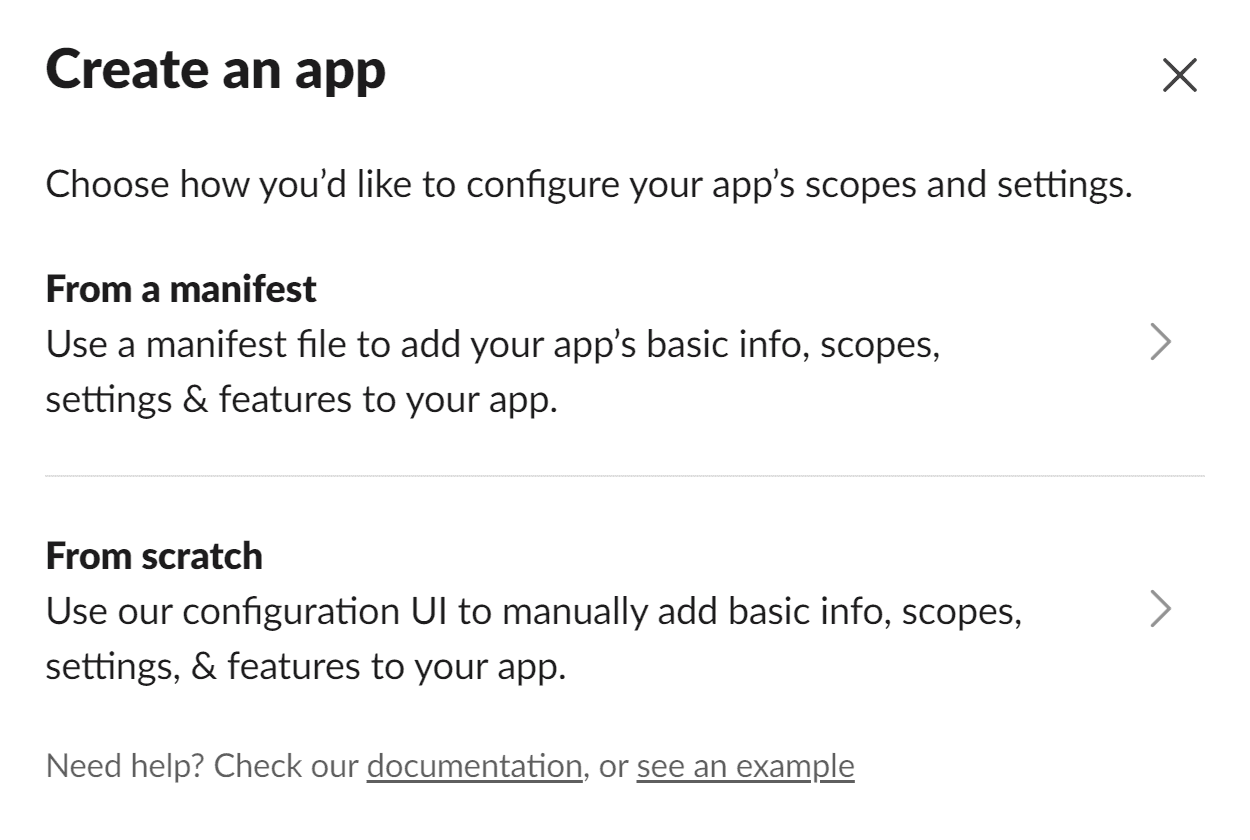 Create an app
Choose how you’d like to configure your app’s scopes and settings.
From a manifest
Use a manifest file to add your app’s basic info, scopes,
settings & features to your app.
From scratch
Use our configuration UI to manually add basic info, scopes,
settings, & features to your app.
Need help? Check our documentation, or see an example